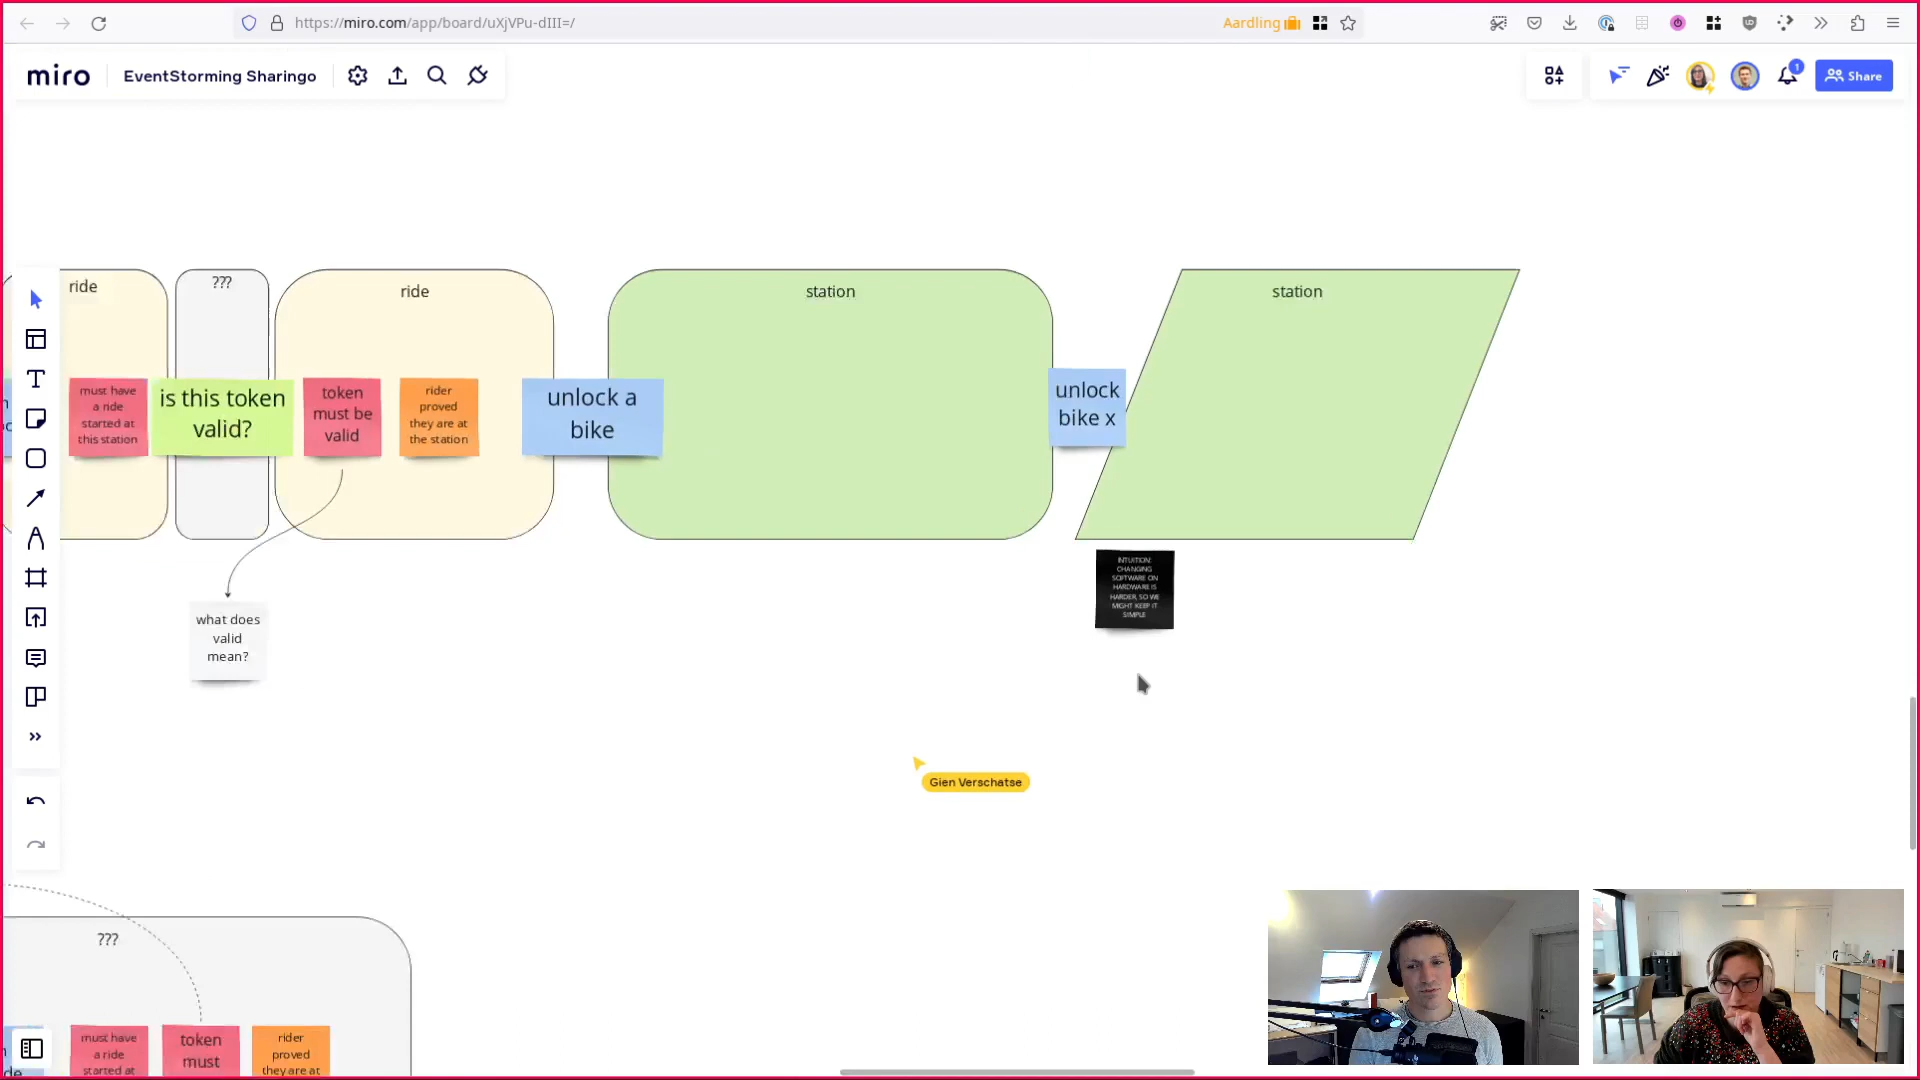 https://miro.com/app/board/uXjVPu-dIII=/
Aardling
miro
EventStorming Sharingo
1
Share
ride
???
ride
station
station
must have
a ride
started at
this station
is this token
valid?
token
must be
valid
rider
proved
they are at
the station
unlock a
bike
unlock
bike x
INTUITION:
CHANGING
SOFTWARE ON
HARDWARE IS
HARDER, SO WE
MIGHT KEEP IT
SIMPLE
what does
valid
mean?
Gien Verschatse
???
must have
a ride
started at
token
must
rider
proved
they are at